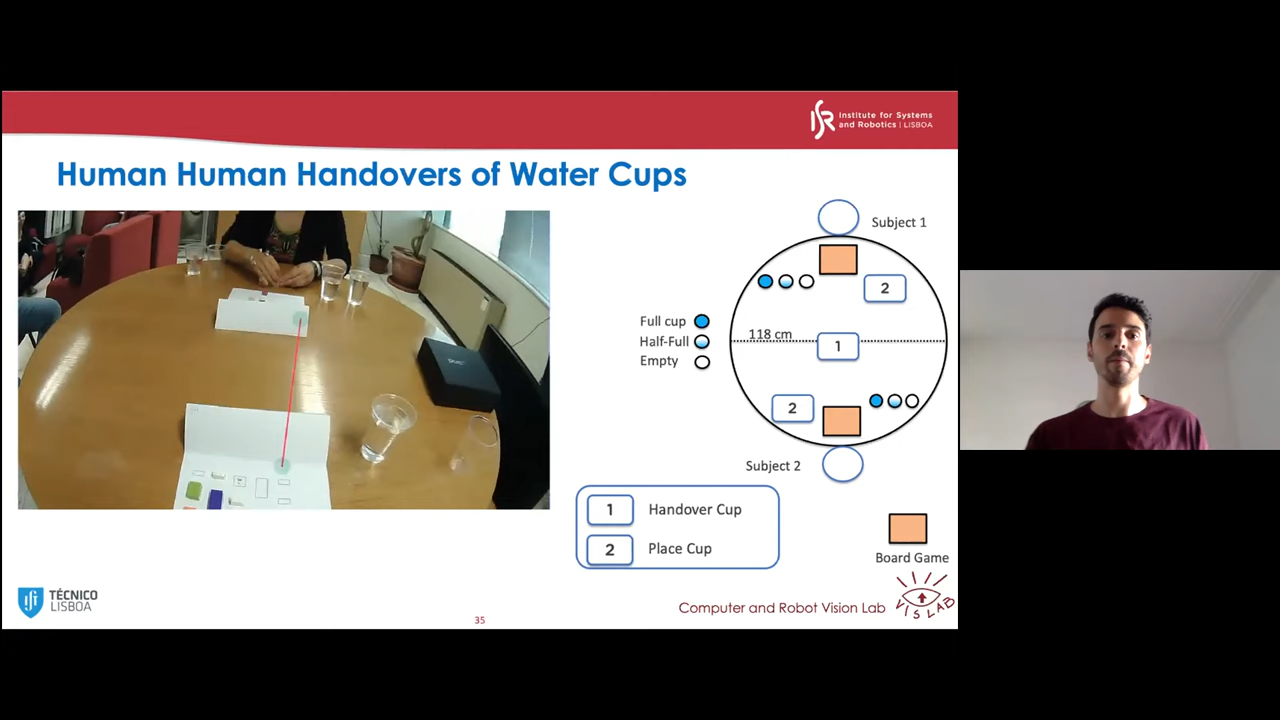 Institute for Systems
and Robotics | LISBOA
Human Human Handovers of Water Cups
Subject 1
2
Full cup
Half-Full
Empty
118 cm
1
2
Subject 2
1 Handover Cup
2 Place Cup
Board Game
TÉCNICO
LISBOA
35
Computer and Robot Vision Lab
VISLAB